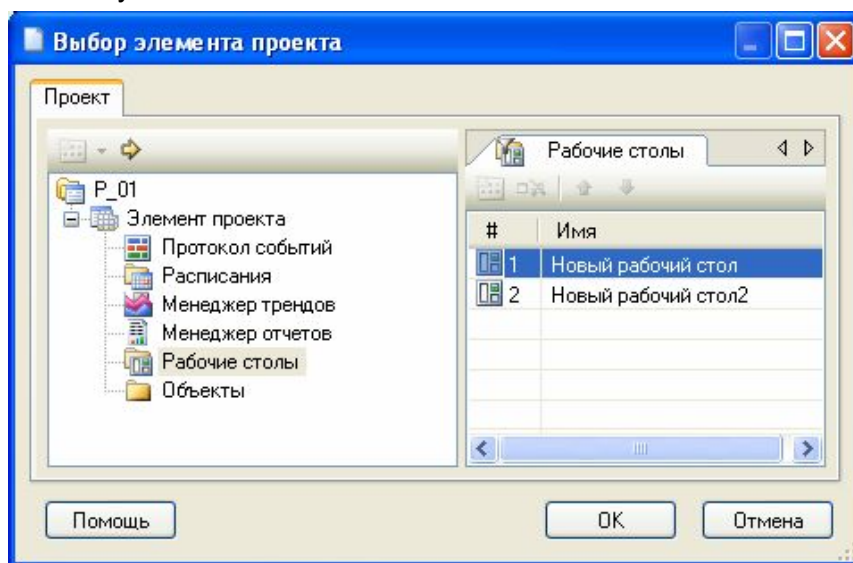 Выбор элемента проекта
Проект
P_01
Элемент проекта
Протокол событий
Расписания
Менеджер трендов
Менеджер отчетов
Рабочие столы
Объекты
Рабочие столы
# Имя
1 Новый рабочий стол
2 Новый рабочий стол2
Помощь
OK
Отмена